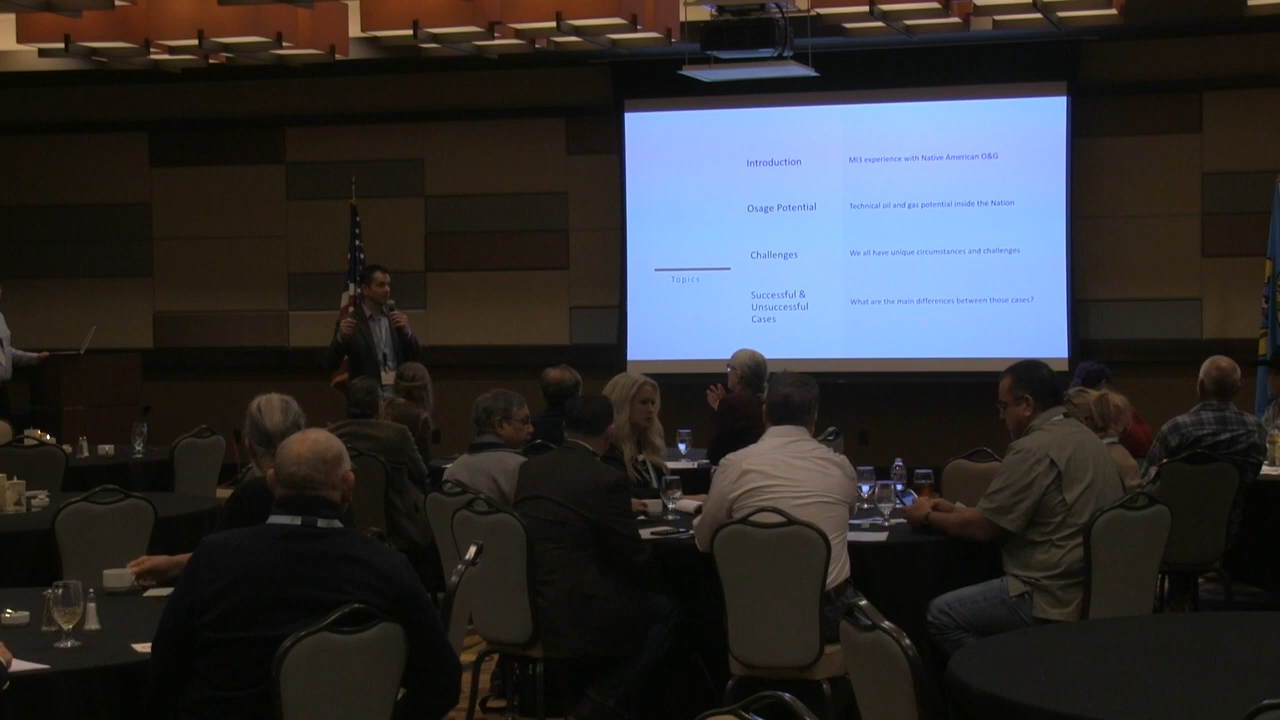 Introduction
MI3 experience with Native American O&G
Osage Potential
Technical oil and gas potential inside the Nation
Challenges
We all have unique circumstances and challenges
Topics
Successful &
Unsuccessful
Cases
What are the main differences between those cases?